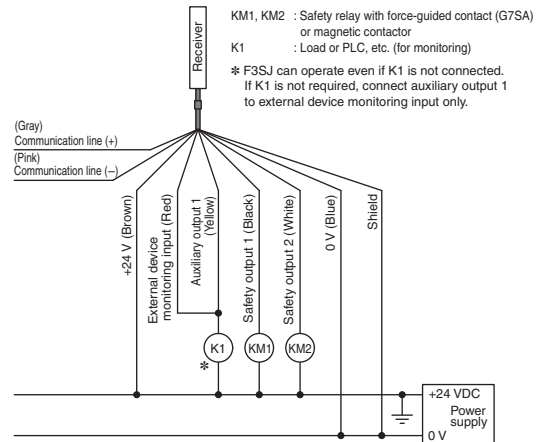 Receiver
KM1, KM2 : Safety relay with force-guided contact (G7SA)
or magnetic contactor
K1 : Load or PLC, etc. (for monitoring)
✻ F3SJ can operate even if K1 is not connected.
If K1 is not required, connect auxiliary output 1
to external device monitoring input only.
(Gray)
Communication line (+)
(Pink)
Communication line (−)
+24 V (Brown)
External device
monitoring input (Red)
Auxiliary output 1
(Yellow)
Safety output 1 (Black)
Safety output 2 (White)
0 V (Blue)
Shield
K1
KM1
KM2
✻
+24 VDC
Power
supply
0 V